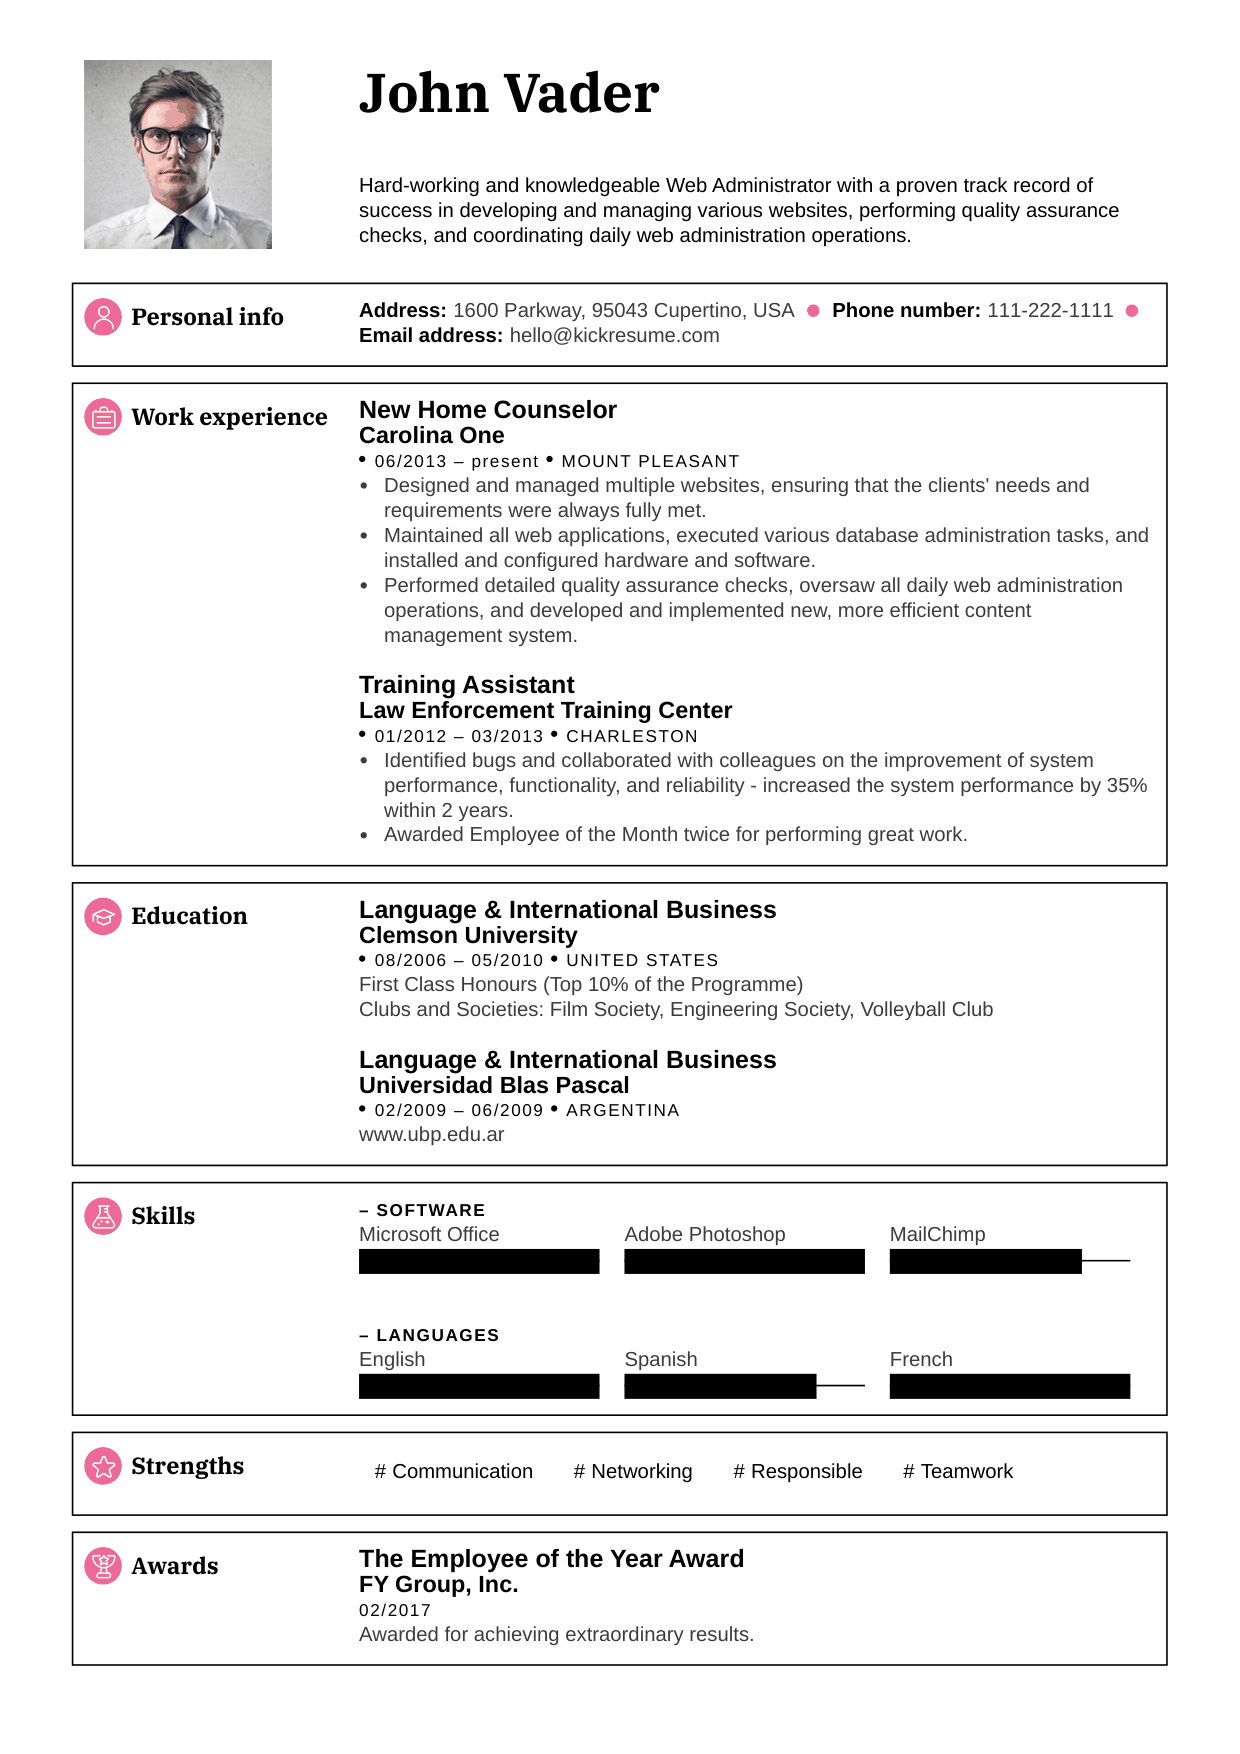 John Vader
Hard-working and knowledgeable Web Administrator with a proven track record of
success in developing and managing various websites, performing quality assurance
checks, and coordinating daily web administration operations.
Personal info
Address: 1600 Parkway, 95043 Cupertino, USA ● Phone number: 111-222-1111 ●
Email address: hello@kickresume.com
Work experience
New Home Counselor
Carolina One
• 06/2013 – present • MOUNT PLEASANT
• Designed and managed multiple websites, ensuring that the clients' needs and
requirements were always fully met.
• Maintained all web applications, executed various database administration tasks, and
installed and configured hardware and software.
• Performed detailed quality assurance checks, oversaw all daily web administration
operations, and developed and implemented new, more efficient content
management system.
Training Assistant
Law Enforcement Training Center
• 01/2012 – 03/2013 • CHARLESTON
• Identified bugs and collaborated with colleagues on the improvement of system
performance, functionality, and reliability - increased the system performance by 35%
within 2 years.
• Awarded Employee of the Month twice for performing great work.
Education
Language & International Business
Clemson University
• 08/2006 – 05/2010 • UNITED STATES
First Class Honours (Top 10% of the Programme)
Clubs and Societies: Film Society, Engineering Society, Volleyball Club
Language & International Business
Universidad Blas Pascal
• 02/2009 – 06/2009 • ARGENTINA
www.ubp.edu.ar
Skills
– SOFTWARE
Microsoft Office Adobe Photoshop MailChimp
– LANGUAGES
English Spanish French
Strengths
# Communication # Networking # Responsible # Teamwork
Awards
The Employee of the Year Award
FY Group, Inc.
02/2017
Awarded for achieving extraordinary results.